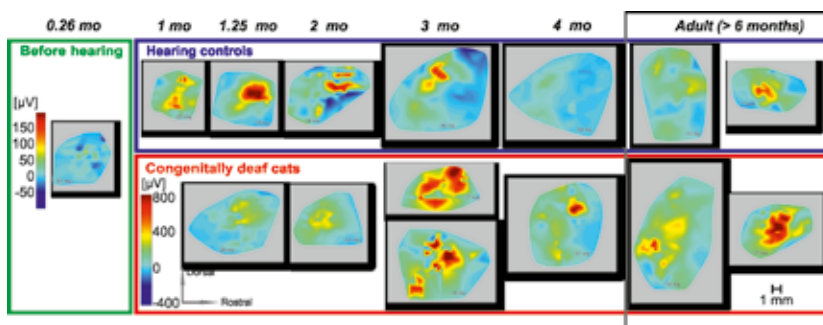 0.26 mo 1 mo 1.25 mo 2 mo 3 mo 4 mo Adult (> 6 months)
Before hearing Hearing controls
[µV]
150
100
50
0
-50
Congenitally deaf cats
[µV]
800
400
0
-400
Dorsal
Rostral
1 mm